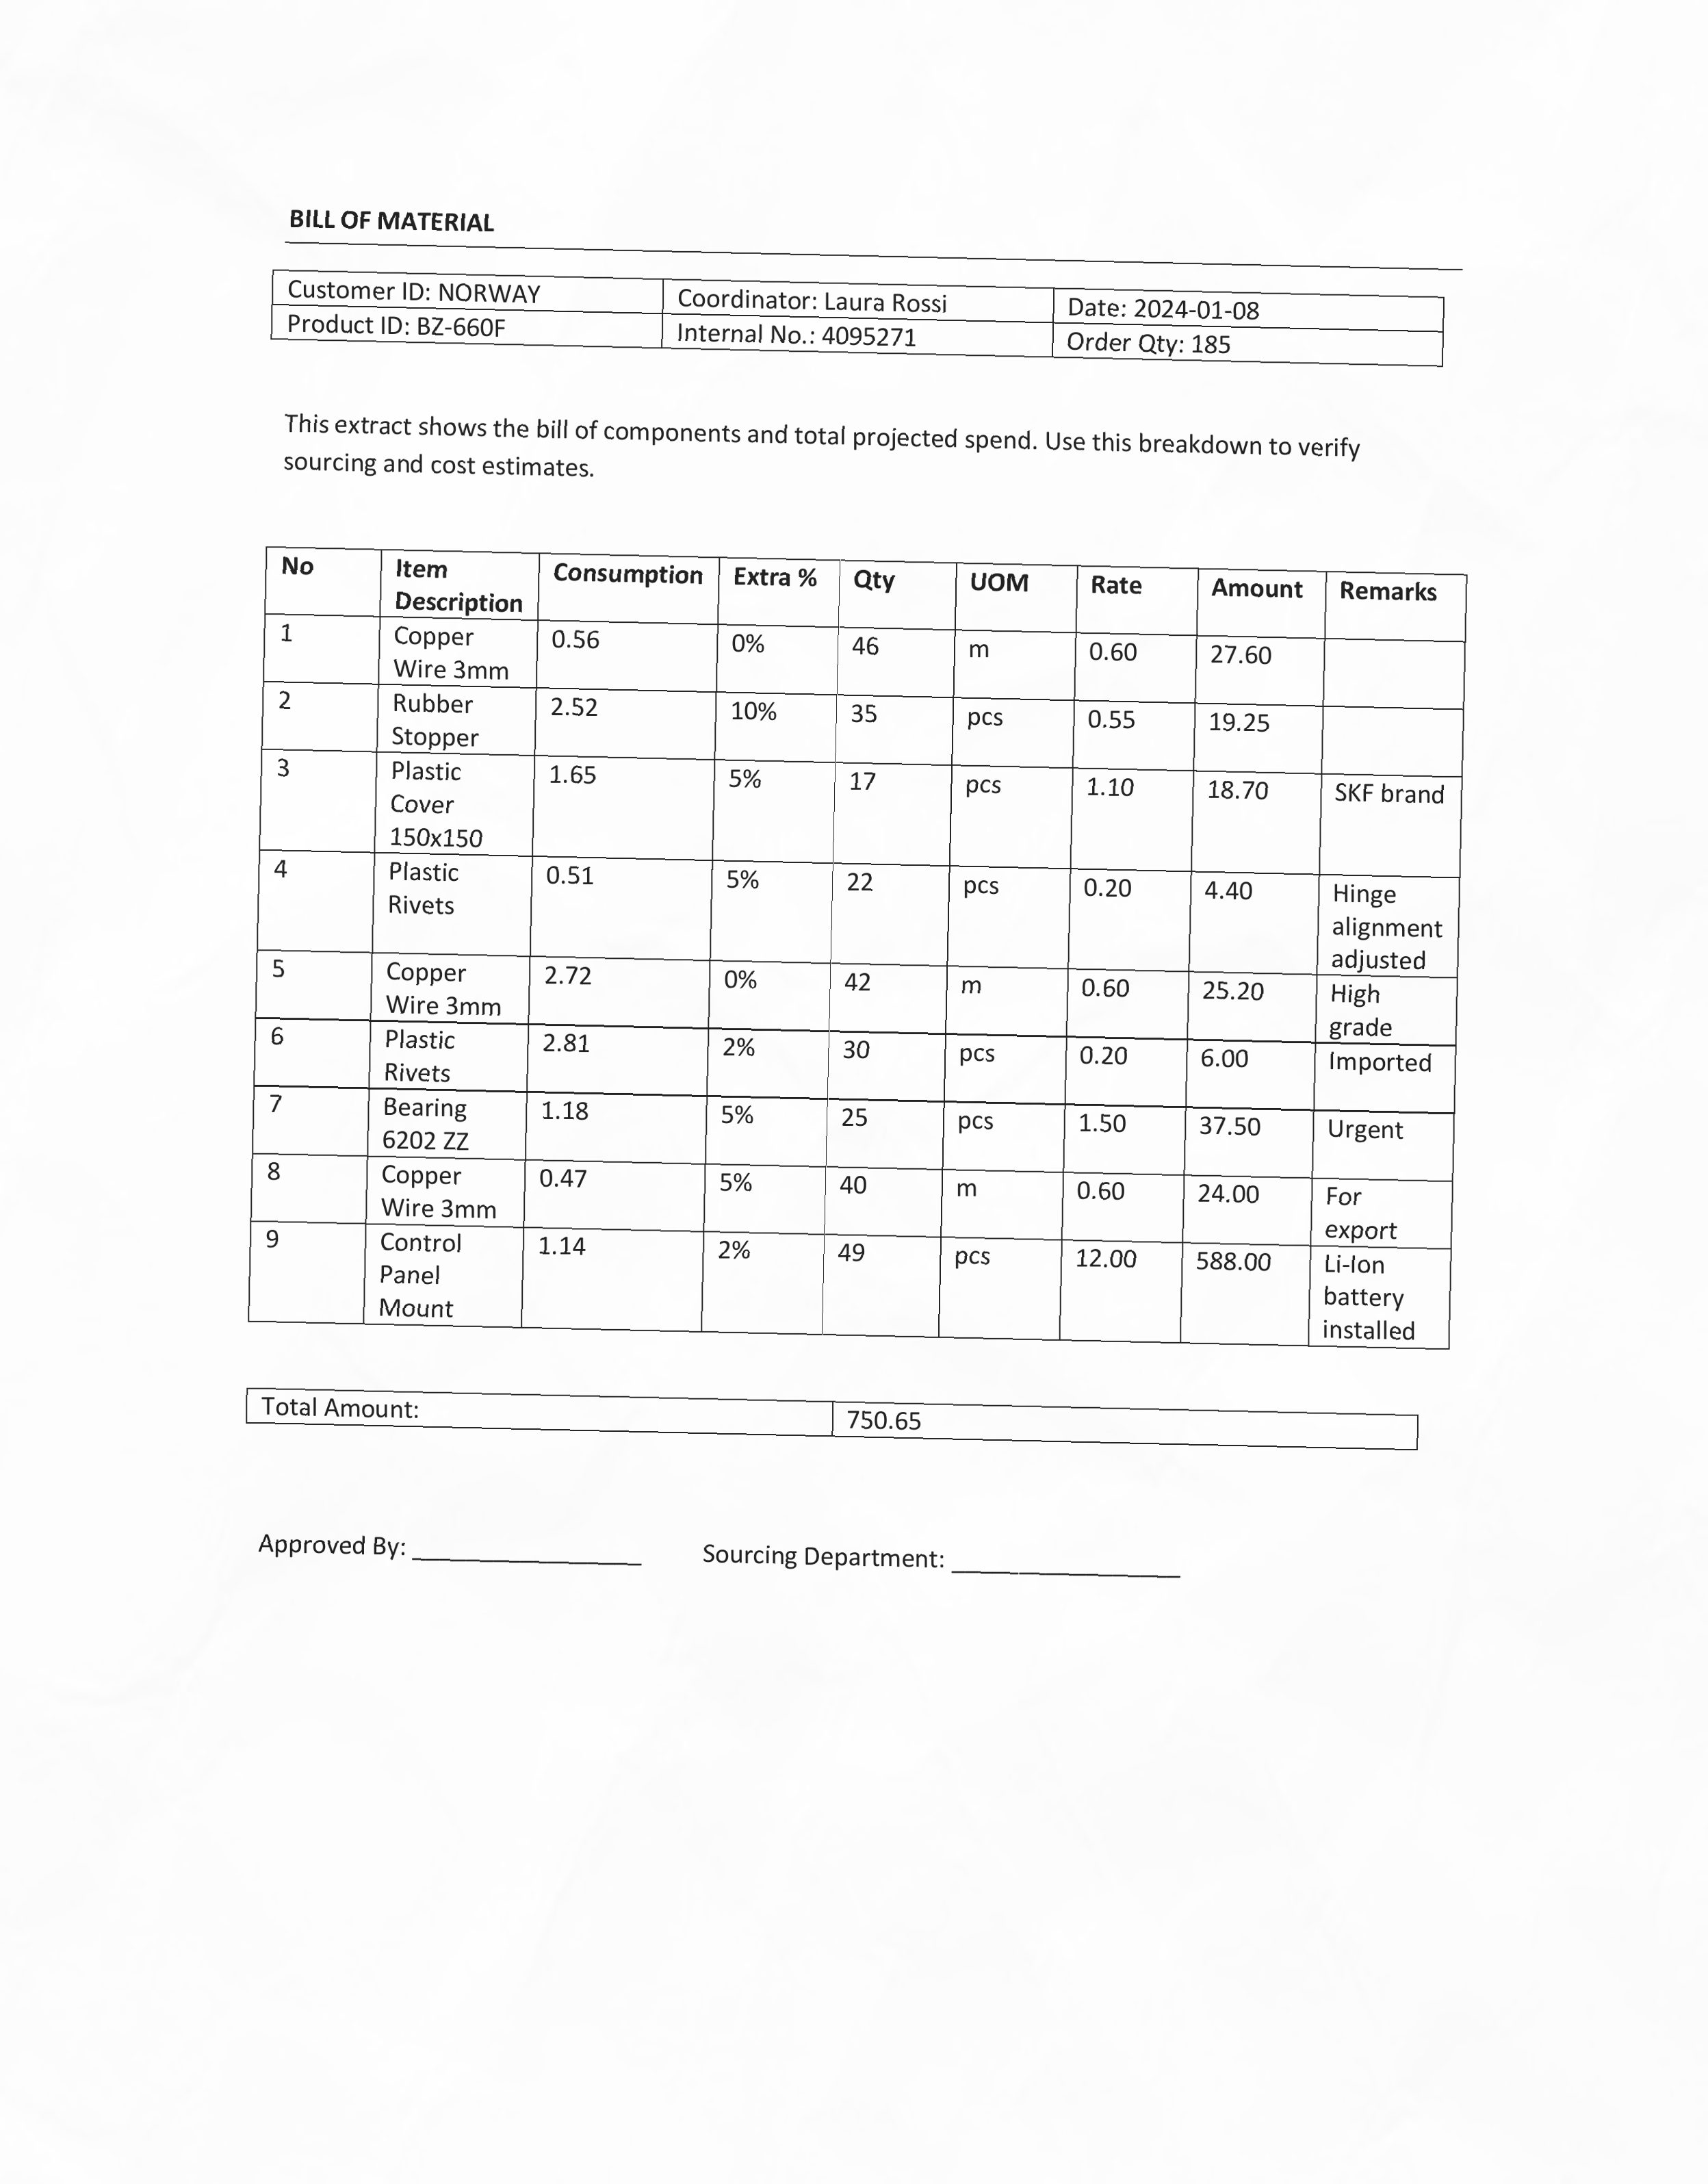 BILL OF MATERIAL
Customer ID: NORWAY Coordinator: Laura Rossi Date: 2024-01-08
Product ID: BZ-660F Internal No.: 4095271 Order Qty: 185
This extract shows the bill of components and total projected spend. Use this breakdown to verify
sourcing and cost estimates.
No Item Description Consumption Extra % Qty UOM Rate Amount Remarks
1 Copper Wire 3mm 0.56 0% 46 m 0.60 27.60
2 Rubber Stopper 2.52 10% 35 pcs 0.55 19.25
3 Plastic Cover 150x150 1.65 5% 17 pcs 1.10 18.70 SKF brand
4 Plastic Rivets 0.51 5% 22 pcs 0.20 4.40 Hinge alignment adjusted
5 Copper Wire 3mm 2.72 0% 42 m 0.60 25.20 High grade
6 Plastic Rivets 2.81 2% 30 pcs 0.20 6.00 Imported
7 Bearing 6202 ZZ 1.18 5% 25 pcs 1.50 37.50 Urgent
8 Copper Wire 3mm 0.47 5% 40 m 0.60 24.00 For export
9 Control Panel Mount 1.14 2% 49 pcs 12.00 588.00 Li-Ion battery installed
Total Amount: 750.65
Approved By: _________________ Sourcing Department: _________________